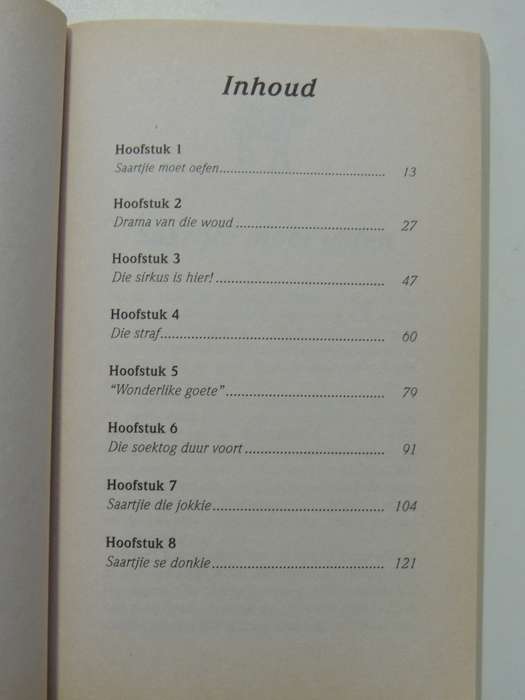 Inhoud
Hoofstuk 1
Saartjie moet oefen.......................................... 13
Hoofstuk 2
Drama van die woud ...................................... 27
Hoofstuk 3
Die sirkus is hier! ........................................... 47
Hoofstuk 4
Die straf.......................................................... 60
Hoofstuk 5
"Wonderlike goete"........................................ 79
Hoofstuk 6
Die soektog duur voort ................................... 91
Hoofstuk 7
Saartjie die jokkie............................................ 104
Hoofstuk 8
Saartjie se donkie............................................ 121